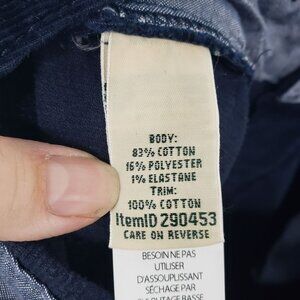 BODY:
83% COTTON
16% POLYESTER
1% ELASTANE
TRIM:
100% COTTON
ItemID 290453
CARE ON REVERSE
BESOIN NE PAS
UTILISER
D'ASSOUPLISSANT
SÉCHAGE PAR
BASSE